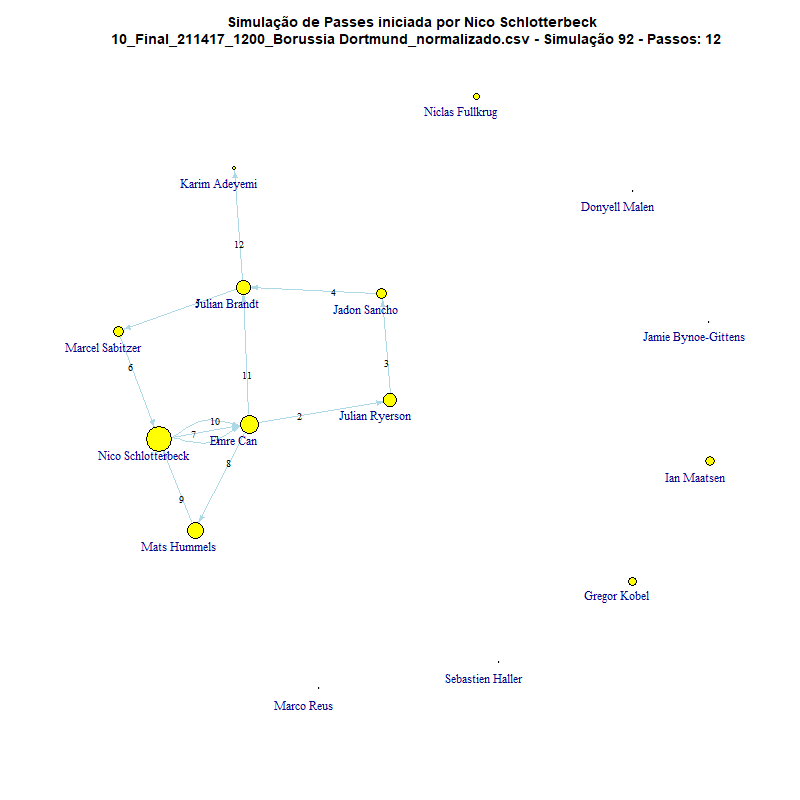 Simulação de Passes iniciada por Nico Schlotterbeck
10_Final_211417_1200_Borussia Dortmund_normalizado.csv - Simulação 92 - Passos: 12
Niclas Fullkrug
Karim Adeyemi
Donyell Malen
12
4
Julian Brandt
Jadon Sancho
Jamie Bynoe-Gittens
Marcel Sabitzer
3
6
11
2
Julian Ryerson
10
7
Emre Can
Nico Schlotterbeck
8
Ian Maatsen
9
Mats Hummels
Gregor Kobel
Sebastien Haller
Marco Reus